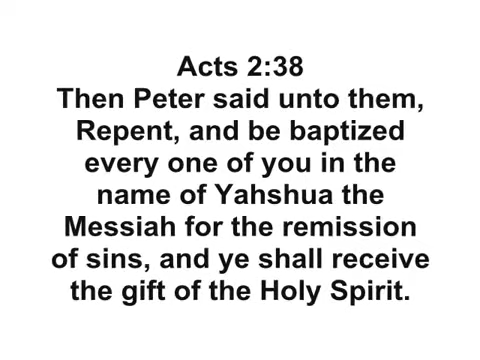 Acts 2:38
Then Peter said unto them,
Repent, and be baptized
every one of you in the
name of Yahshua the
Messiah for the remission
of sins, and ye shall receive
the gift of the Holy Spirit.